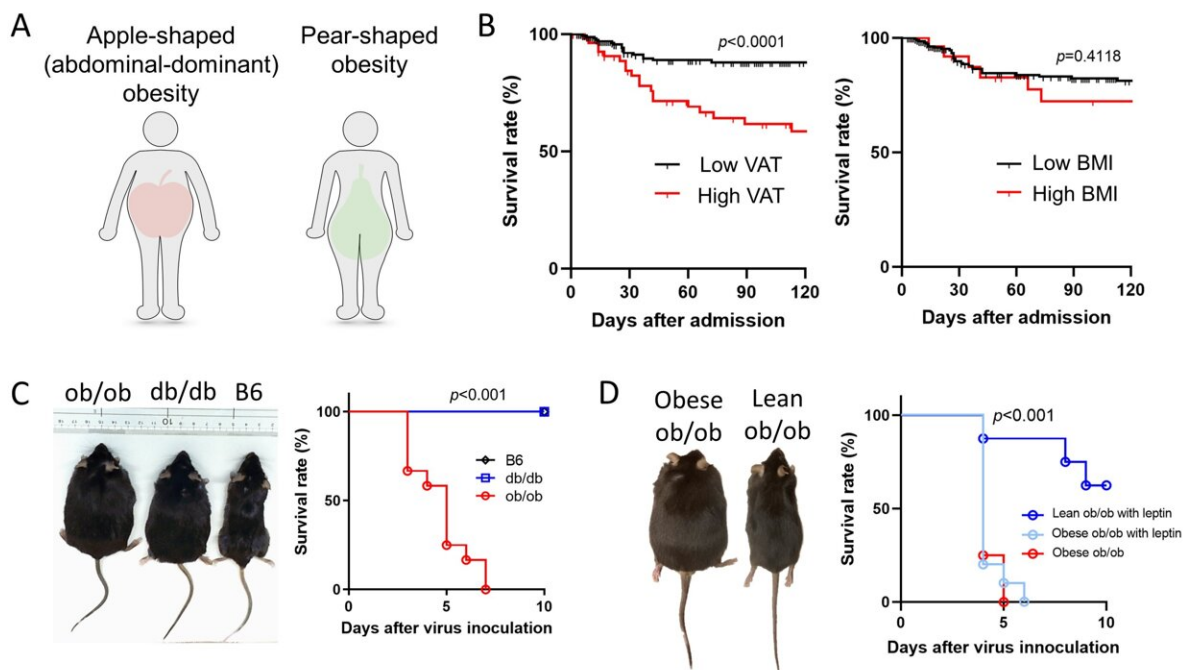 A
Apple-shaped
(abdominal-dominant)
obesity
Pear-shaped
obesity
B
Survival rate (%)
100
50
0
p<0.0001
Low VAT
High VAT
0 30 60 90 120
Days after admission
Survival rate (%)
100
50
0
p=0.4118
Low BMI
High BMI
0 30 60 90 120
Days after admission
C
ob/ob db/db B6
10
Survival rate (%)
100
50
0
p<0.001
B6
db/db
ob/ob
0 5 10
Days after virus inoculation
D
Obese
ob/ob
Lean
ob/ob
Survival rate (%)
100
50
0
p<0.001
Lean ob/ob with leptin
Obese ob/ob with leptin
Obese ob/ob
0 5 10
Days after virus inoculation